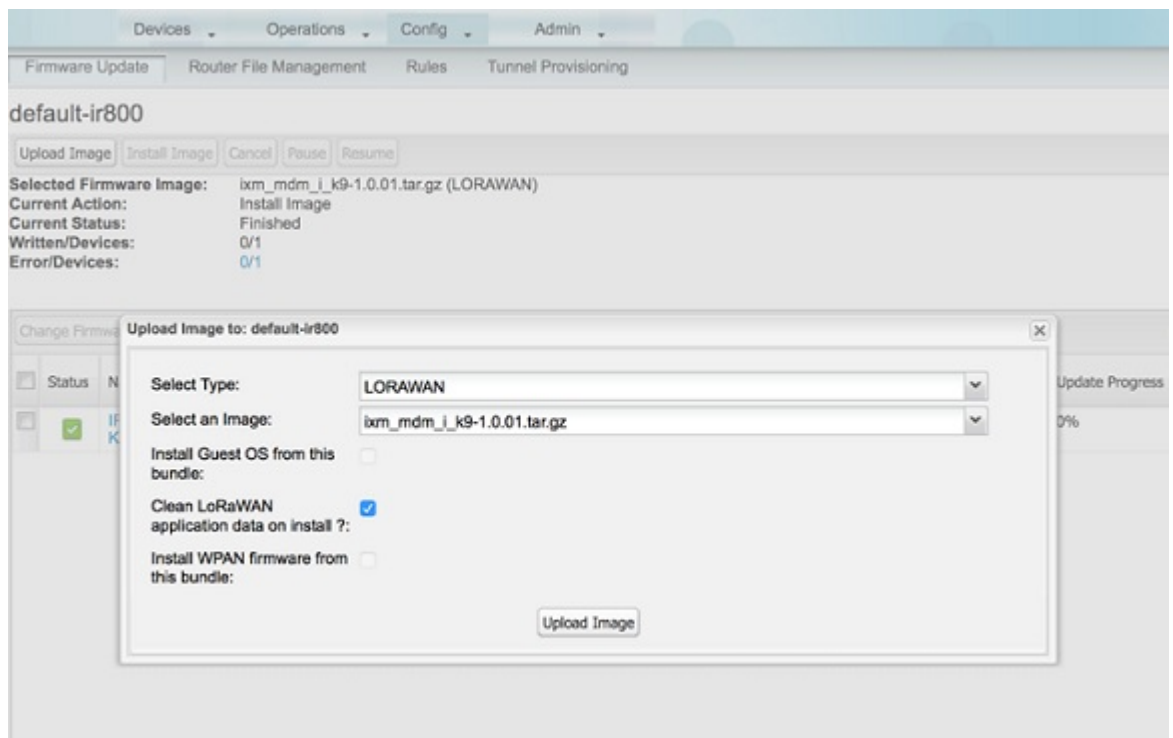 Devices Operations Config Admin
Firmware Update Router File Management Rules Tunnel Provisioning
default-ir800
Upload Image Install Image Cancel Pause Resume
Selected Firmware Image: ixm_mdm_i_k9-1.0.01.tar.gz (LORAWAN)
Current Action: Install Image
Current Status: Finished
Written/Devices: 0/1
Error/Devices: 0/1
Change Firmwa
Upload Image to: default-ir800
Status N
Update Progress
0%
Select Type: LORAWAN
Select an Image: ixm_mdm_i_k9-1.0.01.tar.gz
Install Guest OS from this
bundle:
Clean LoRaWAN
application data on install ?:
Install WPAN firmware from
this bundle:
Upload Image